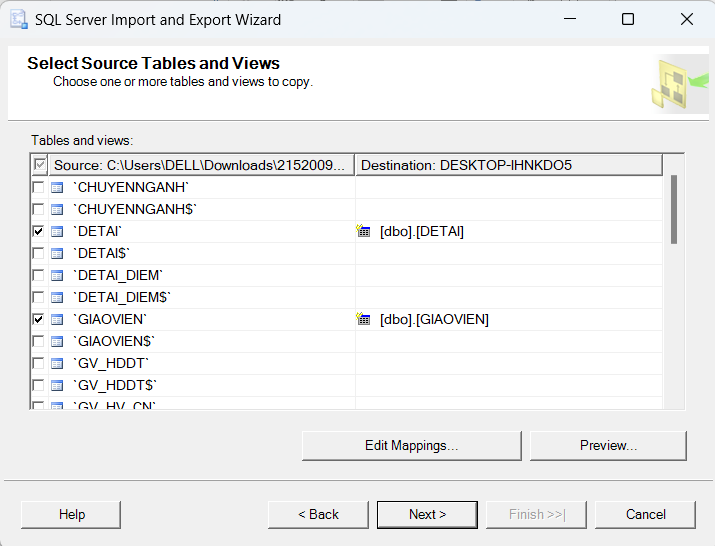 SQL Server Import and Export Wizard
Select Source Tables and Views
Choose one or more tables and views to copy.
Tables and views:
Source: C:\Users\DELL\Downloads\2152009... Destination: DESKTOP-IHNKDO5
`CHUYENNGANH`
`CHUYENNGANH$`
`DETAI` [dbo].[DETAI]
`DETAI$`
`DETAI_DIEM`
`DETAI_DIEM$`
`GIAOVIEN` [dbo].[GIAOVIEN]
`GIAOVIEN$`
`GV_HDDT`
`GV_HDDT$`
`GV_HV_CN`
Edit Mappings... Preview...
Help < Back Next > Finish >>| Cancel